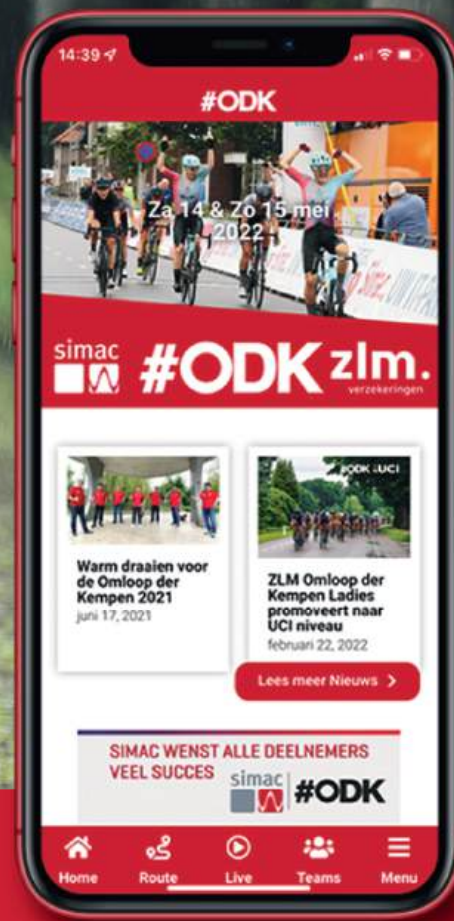 14:39
#ODK
Za 14 & Zo 15 mei
2022
simac
#ODK
zlm.
verzekeringen
#ODK UCI
Warm draaien voor
de Omloop der
Kempen 2021
juni 17, 2021
ZLM Omloop der
Kempen Ladies
promoveert naar
UCI niveau
februari 22, 2022
Lees meer Nieuws >
SIMAC WENST ALLE DEELNEMERS
VEEL SUCCES
simac
#ODK
Home Route Live Teams Menu